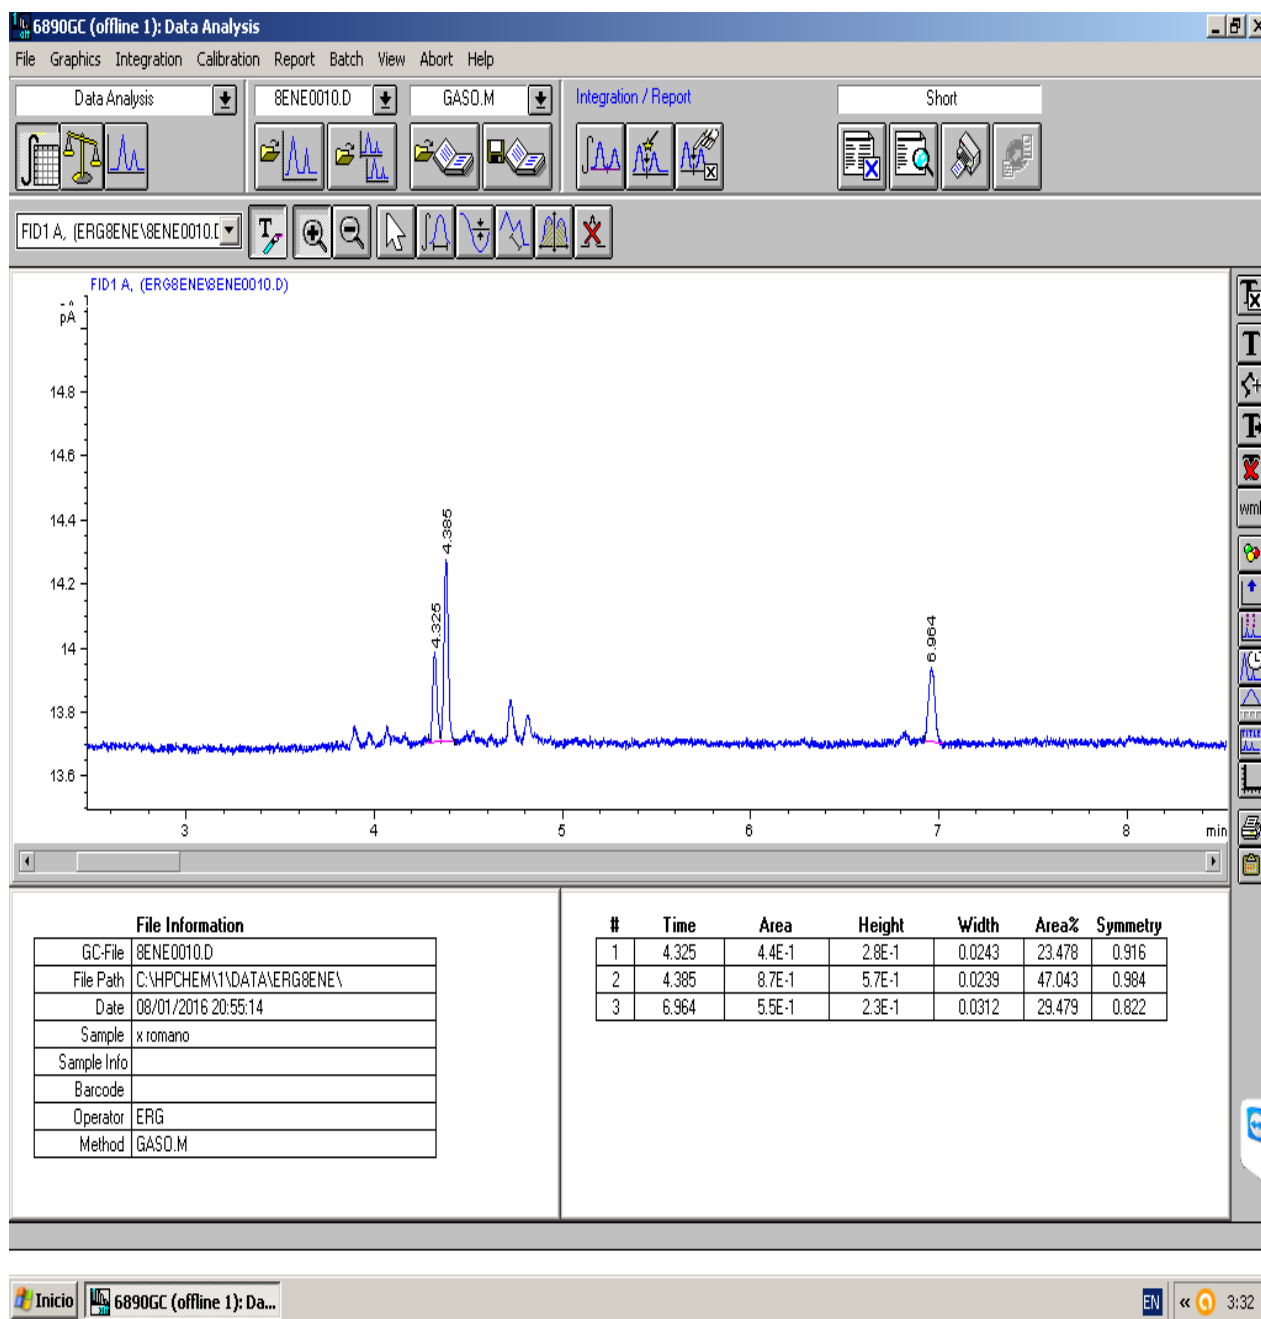 6890GC (offline 1): Data Analysis
File Graphics Integration Calibration Report Batch View Abort Help
Data Analysis 8ENE0010.D GASO.M Integration / Report Short
FID1 A, (ERG8ENE\8ENE0010.D
FID1 A, (ERG8ENE\8ENE0010.D)
pA
14.8
14.6
14.4
14.2
14
13.8
13.6
4.325
4.385
6.964
3 4 5 6 7 8 min
File Information
GC-File 8ENE0010.D
File Path C:\HPCHEM\1\DATA\ERG8ENE\
Date 08/01/2016 20:55:14
Sample x romano
Sample Info
Barcode
Operator ERG
Method GASO.M
# Time Area Height Width Area% Symmetry
1 4.325 4.4E-1 2.8E-1 0.0243 23.478 0.916
2 4.385 8.7E-1 5.7E-1 0.0239 47.043 0.984
3 6.964 5.5E-1 2.3E-1 0.0312 29.479 0.822
Inicio 6890GC (offline 1): Da... EN « 3:32